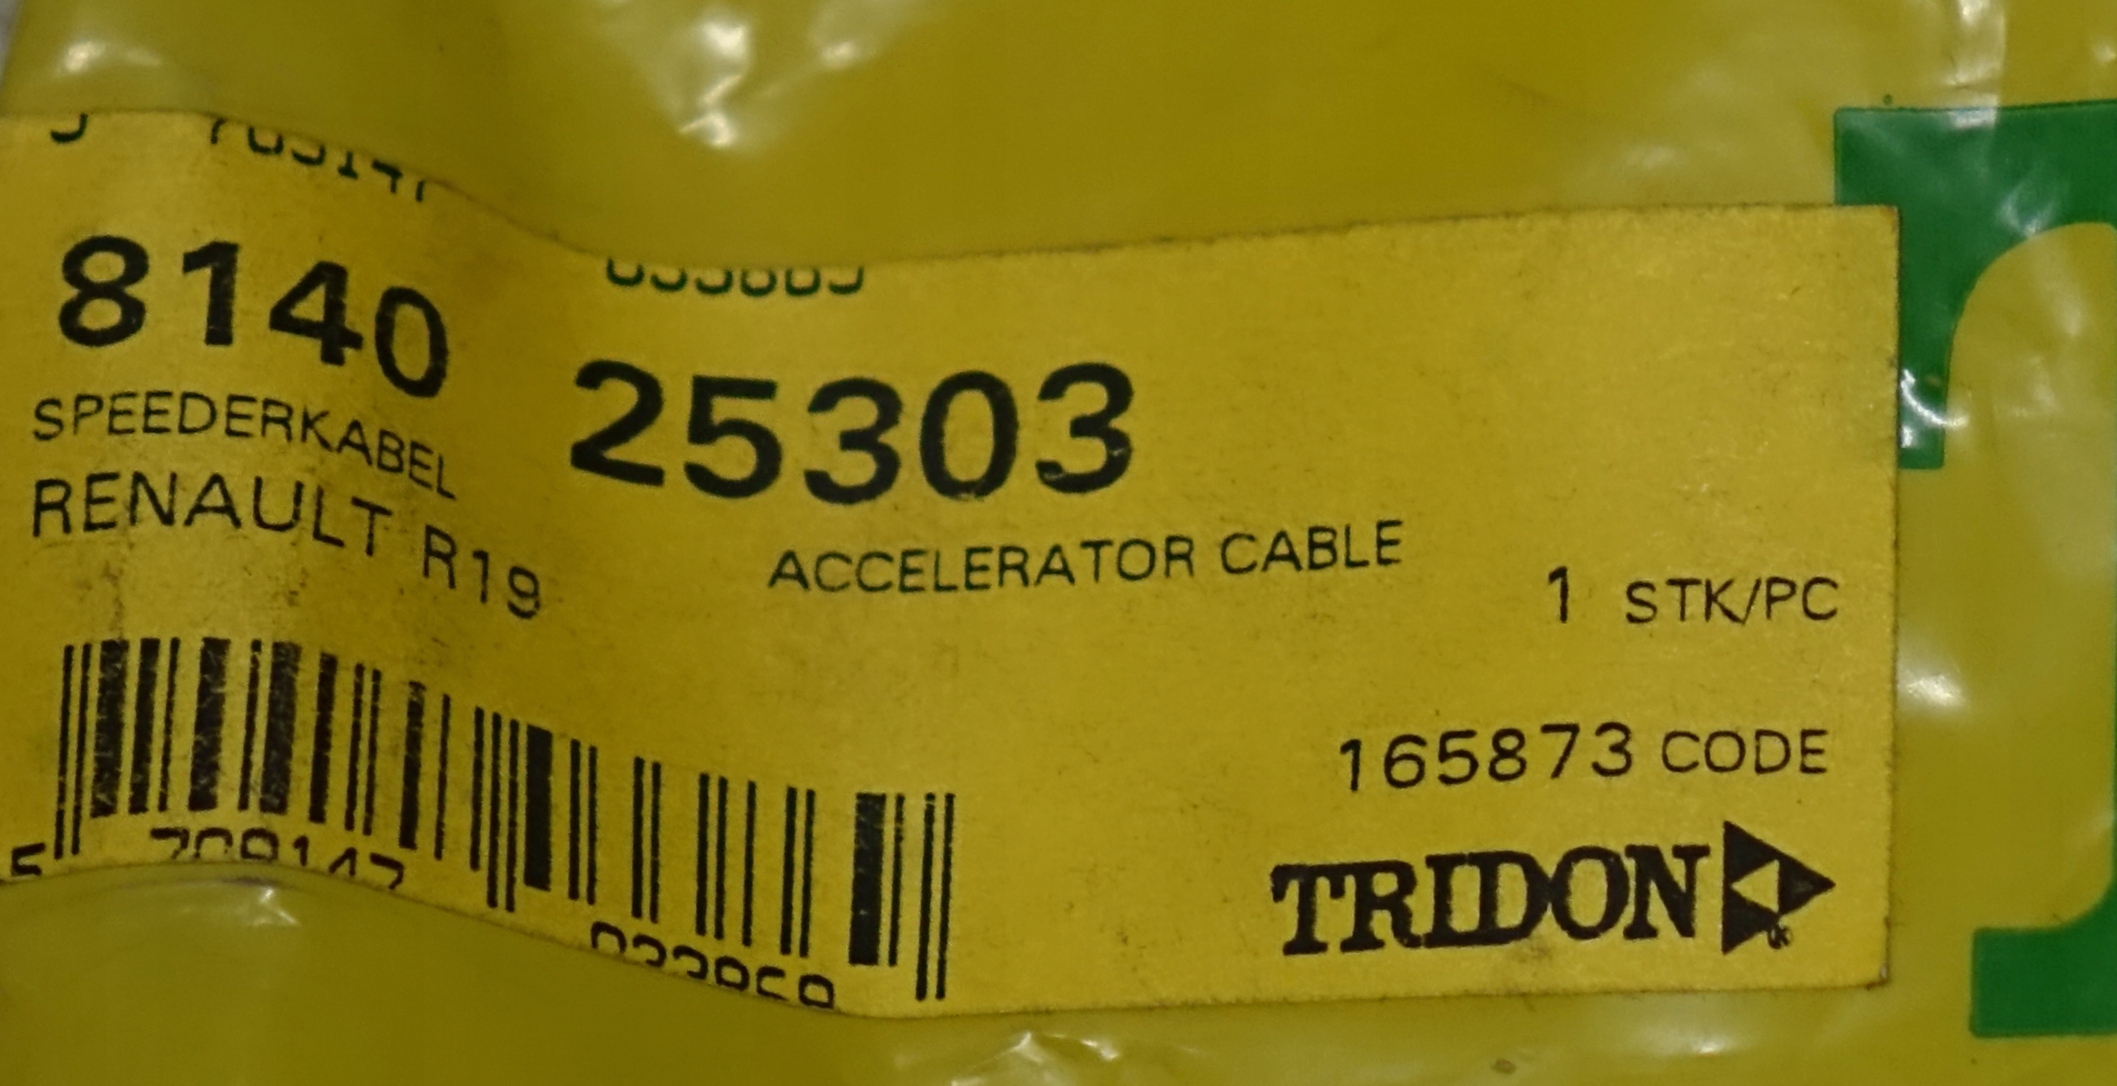 8140 25303
SPEEDERKABEL ACCELERATOR CABLE
RENAULT R19
1 STK/PC
165873 CODE
TRIDON